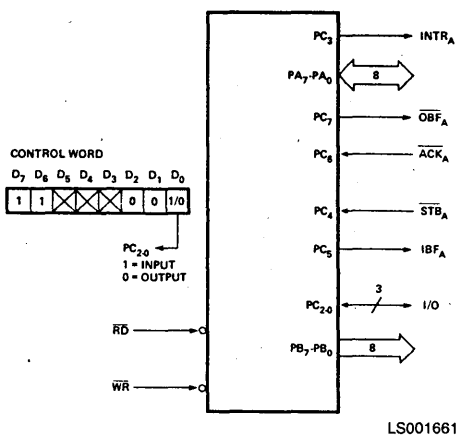 PC3 INTRA
PA7-PA0 8
PC7 OBFA
PC6 ACKA
CONTROL WORD
D7 D6 D5 D4 D3 D2 D1 D0
1 1 0 0 1/0
PC4 STBA
PC5 IBFA
PC2-0
1 = INPUT
0 = OUTPUT
PC2-0 3 I/O
RD
PB7-PB0 8
WR
LS001661